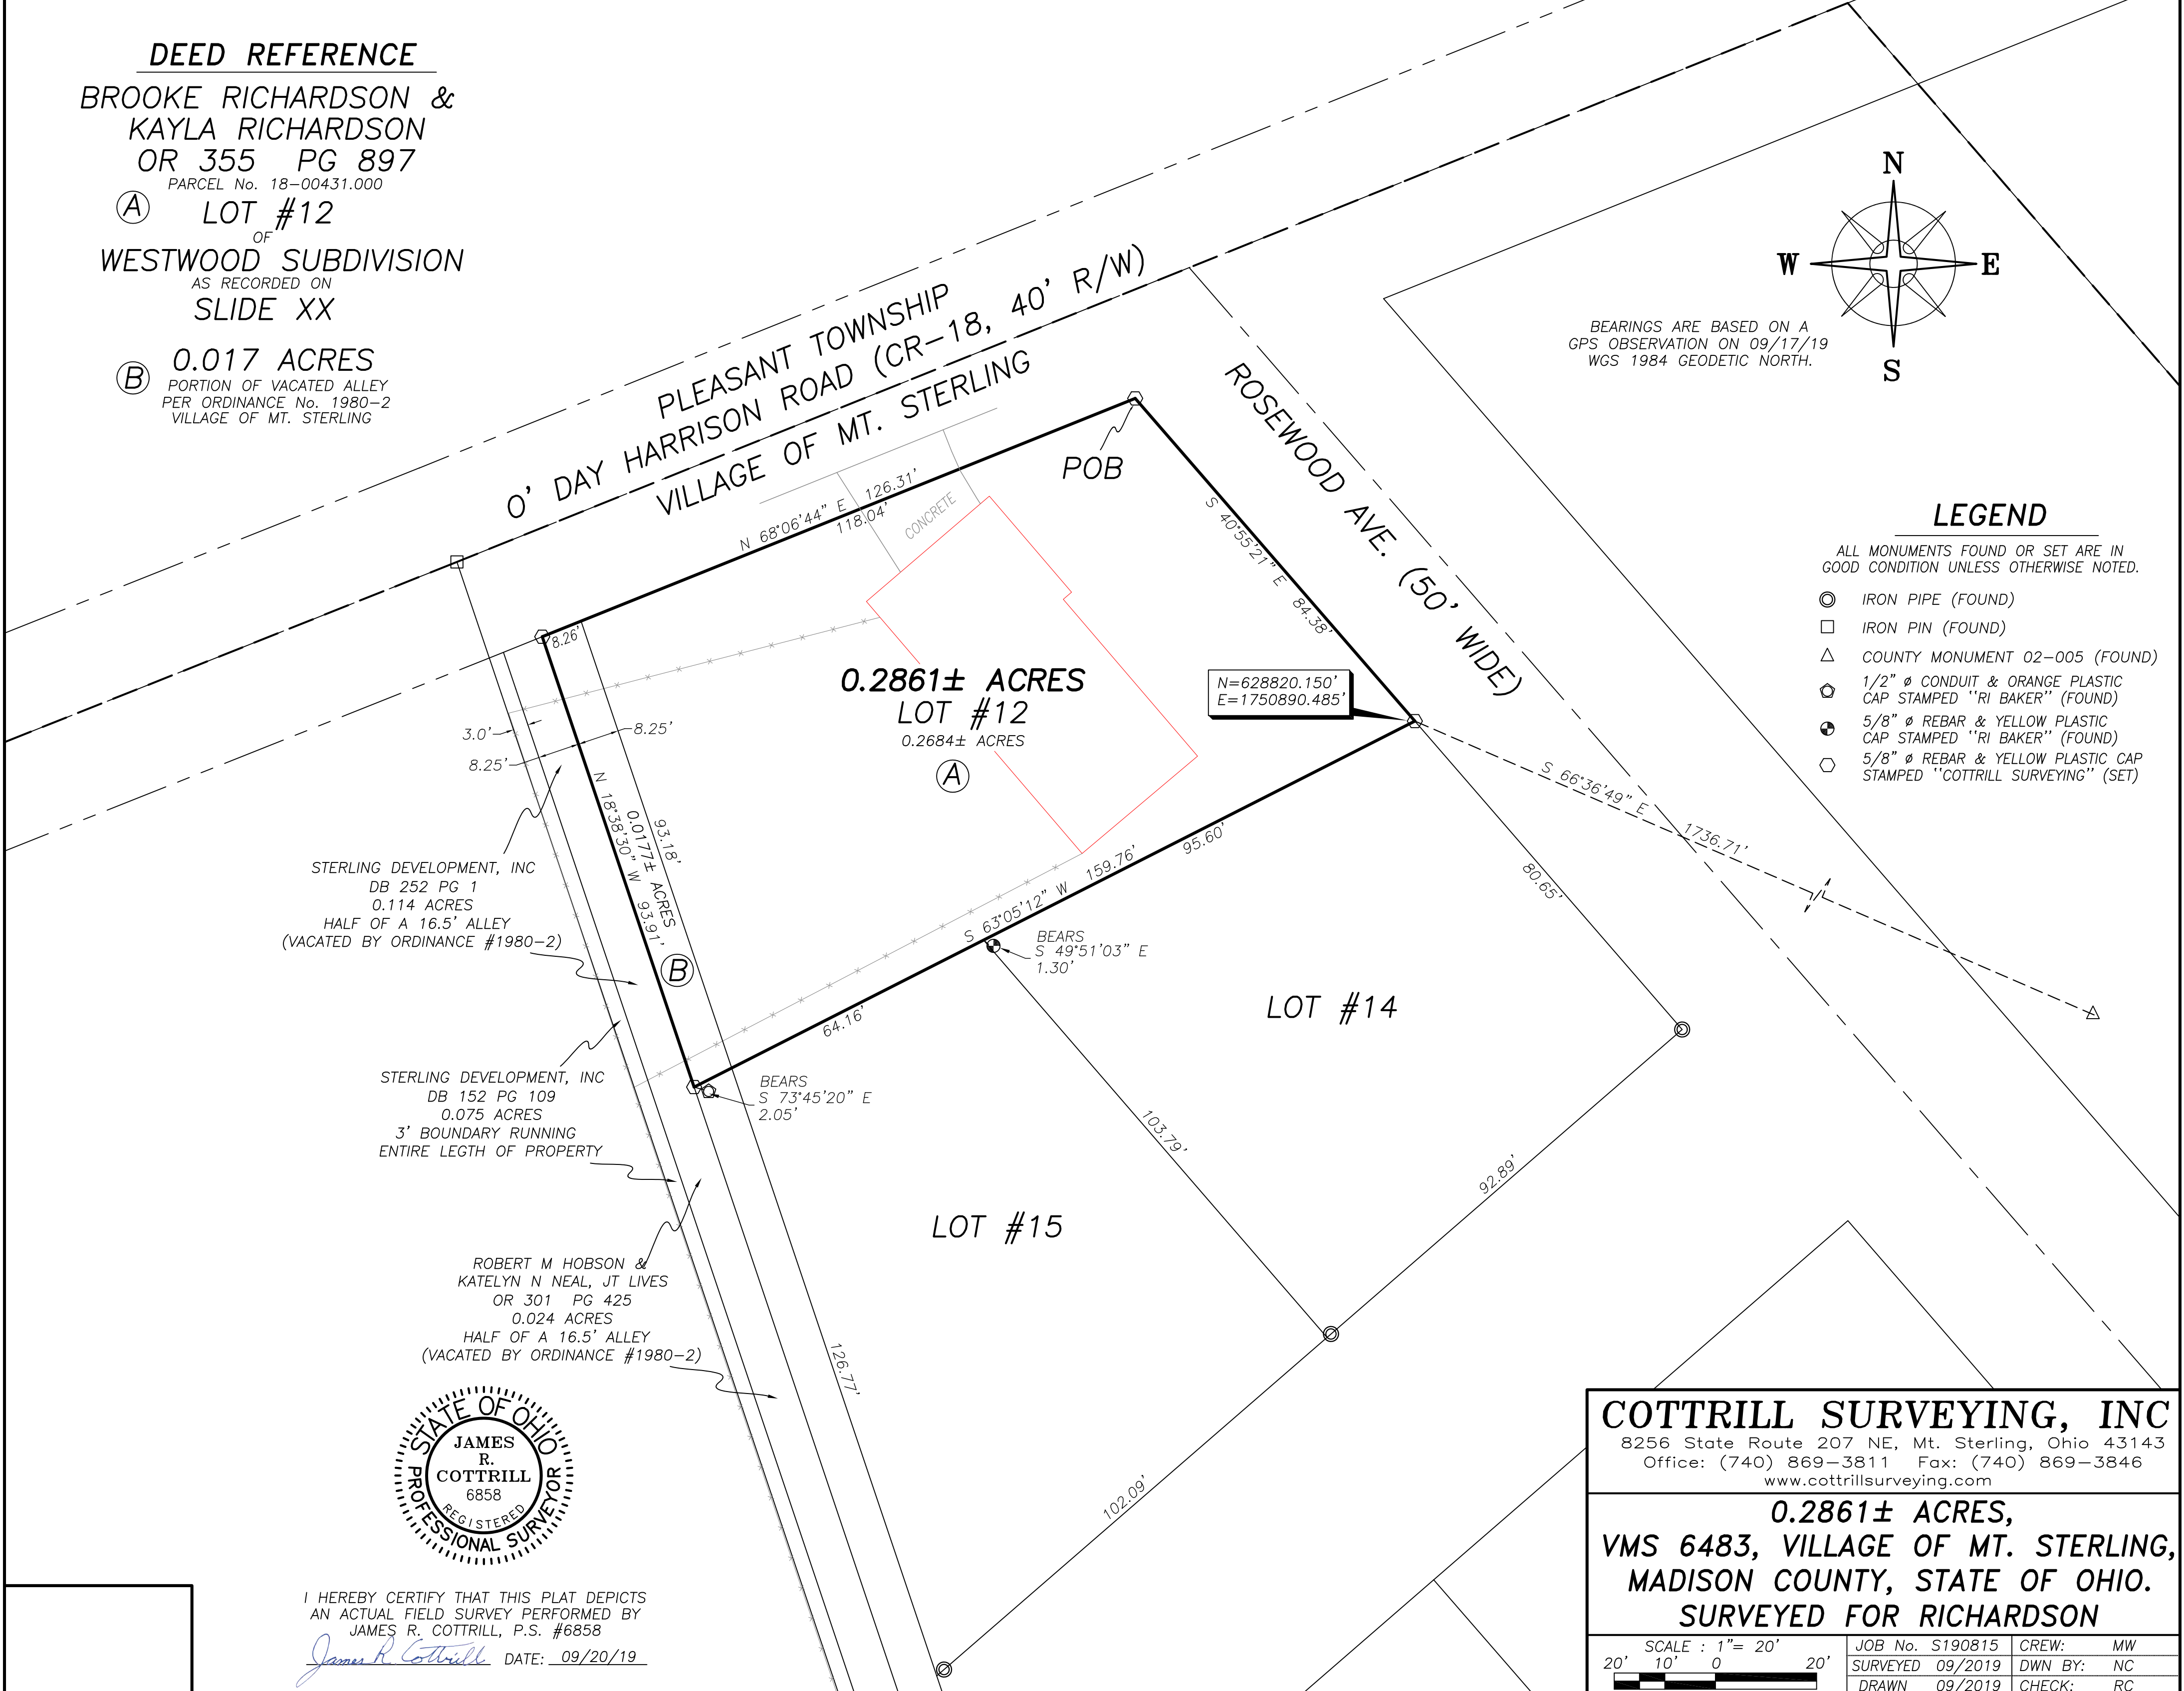 DEED REFERENCE
BROOKE RICHARDSON &
KAYLA RICHARDSON
OR 355 PG 897
PARCEL No. 18-00431.000
A LOT #12
OF
WESTWOOD SUBDIVISION
AS RECORDED ON
SLIDE XX
B 0.017 ACRES
PORTION OF VACATED ALLEY
PER ORDINANCE No. 1980-2
VILLAGE OF MT. STERLING
PLEASANT TOWNSHIP
O' DAY HARRISON ROAD (CR-18, 40' R/W)
VILLAGE OF MT. STERLING
ROSEWOOD AVE. (50' WIDE)
N
W E
S
BEARINGS ARE BASED ON A
GPS OBSERVATION ON 09/17/19
WGS 1984 GEODETIC NORTH.
LEGEND
ALL MONUMENTS FOUND OR SET ARE IN
GOOD CONDITION UNLESS OTHERWISE NOTED.
IRON PIPE (FOUND)
IRON PIN (FOUND)
COUNTY MONUMENT 02-005 (FOUND)
1/2" ø CONDUIT & ORANGE PLASTIC
CAP STAMPED "RI BAKER" (FOUND)
5/8" ø REBAR & YELLOW PLASTIC
CAP STAMPED "RI BAKER" (FOUND)
5/8" ø REBAR & YELLOW PLASTIC CAP
STAMPED "COTTRILL SURVEYING" (SET)
POB
N 68°06'44" E 126.31'
118.04'
CONCRETE
S 40°55'21" E 84.38'
8.26'
0.2861± ACRES
LOT #12
0.2684± ACRES
A
N=628820.150'
E=1750890.485'
3.0'
8.25'
8.25'
N 18°38'30" W 93.91'
0.0177± ACRES
93.18'
B
S 63°05'12" W 159.76'
95.60'
64.16'
S 66°36'49" E 1736.71'
80.65'
BEARS
S 49°51'03" E
1.30'
LOT #14
BEARS
S 73°45'20" E
2.05'
103.79'
92.89'
LOT #15
126.77'
102.09'
STERLING DEVELOPMENT, INC
DB 252 PG 1
0.114 ACRES
HALF OF A 16.5' ALLEY
(VACATED BY ORDINANCE #1980-2)
STERLING DEVELOPMENT, INC
DB 152 PG 109
0.075 ACRES
3' BOUNDARY RUNNING
ENTIRE LEGTH OF PROPERTY
ROBERT M HOBSON &
KATELYN N NEAL, JT LIVES
OR 301 PG 425
0.024 ACRES
HALF OF A 16.5' ALLEY
(VACATED BY ORDINANCE #1980-2)
STATE OF OHIO
JAMES
R.
COTTRILL
6858
REGISTERED
PROFESSIONAL SURVEYOR
I HEREBY CERTIFY THAT THIS PLAT DEPICTS
AN ACTUAL FIELD SURVEY PERFORMED BY
JAMES R. COTTRILL, P.S. #6858
James R Cottrill DATE: 09/20/19
COTTRILL SURVEYING, INC
8256 State Route 207 NE, Mt. Sterling, Ohio 43143
Office: (740) 869-3811 Fax: (740) 869-3846
www.cottrillsurveying.com
0.2861± ACRES,
VMS 6483, VILLAGE OF MT. STERLING,
MADISON COUNTY, STATE OF OHIO.
SURVEYED FOR RICHARDSON
SCALE : 1"= 20'
20' 10' 0 20'
JOB No. S190815 CREW: MW
SURVEYED 09/2019 DWN BY: NC
DRAWN 09/2019 CHECK: RC